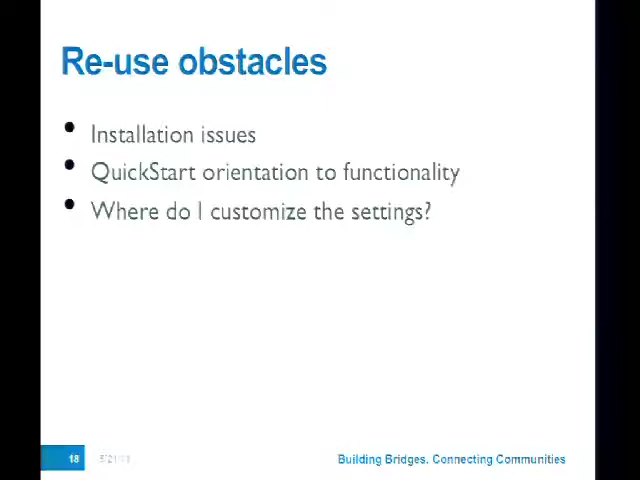 Re-use obstacles
• Installation issues
• QuickStart orientation to functionality
• Where do I customize the settings?
18
Building Bridges. Connecting Communities